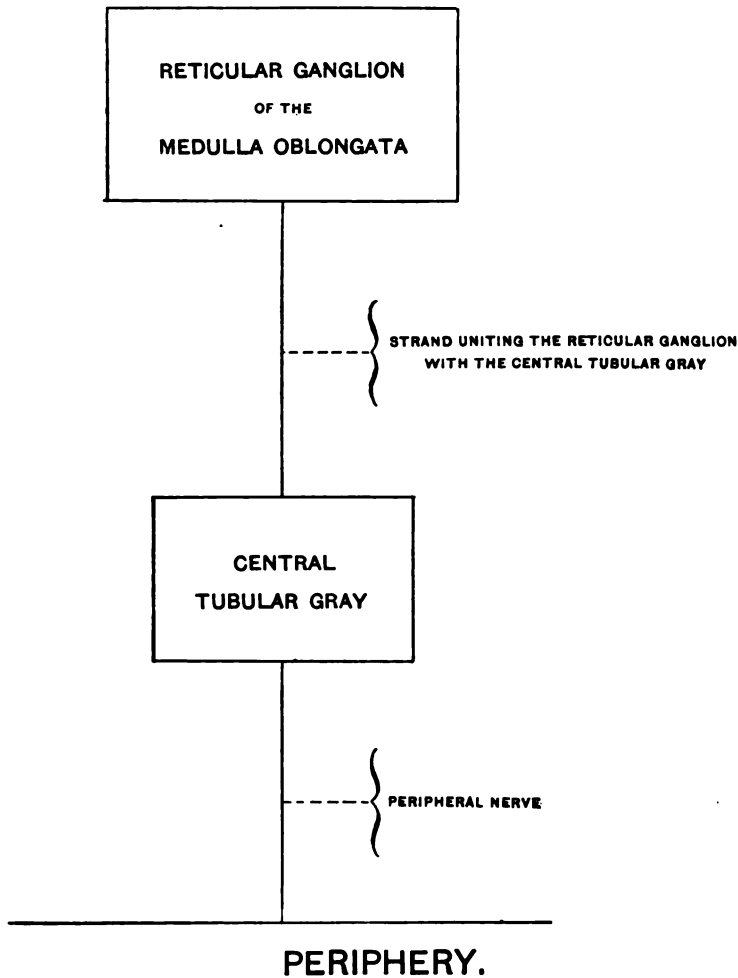 RETICULAR GANGLION
OF THE
MEDULLA OBLONGATA
STRAND UNITING THE RETICULAR GANGLION
WITH THE CENTRAL TUBULAR GRAY
CENTRAL
TUBULAR GRAY
PERIPHERAL NERVE
PERIPHERY.